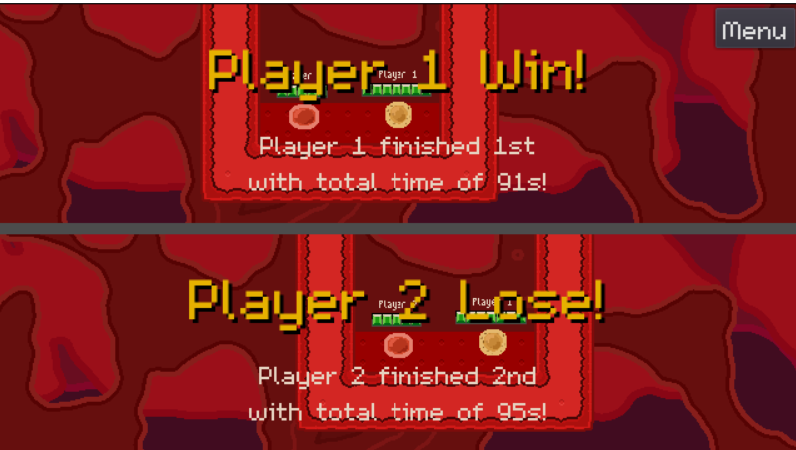 Menu
Player 1 Win!
Player 1
Player 1 finished 1st
with total time of 91s!
Player 2 Lose!
Player 2 finished 2nd
with total time of 95s!